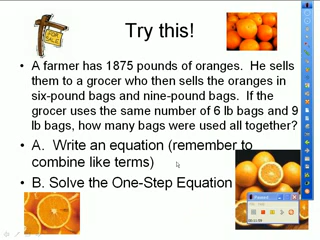 Try this!
A farmer has 1875 pounds of oranges. He sells
them to a grocer who then sells the oranges in
six-pound bags and nine-pound bags. If the
grocer uses the same number of 6 lb bags and 9
lb bags, how many bags were used all together?
A. Write an equation (remember to
combine like terms)
B. Solve the One-Step Equation